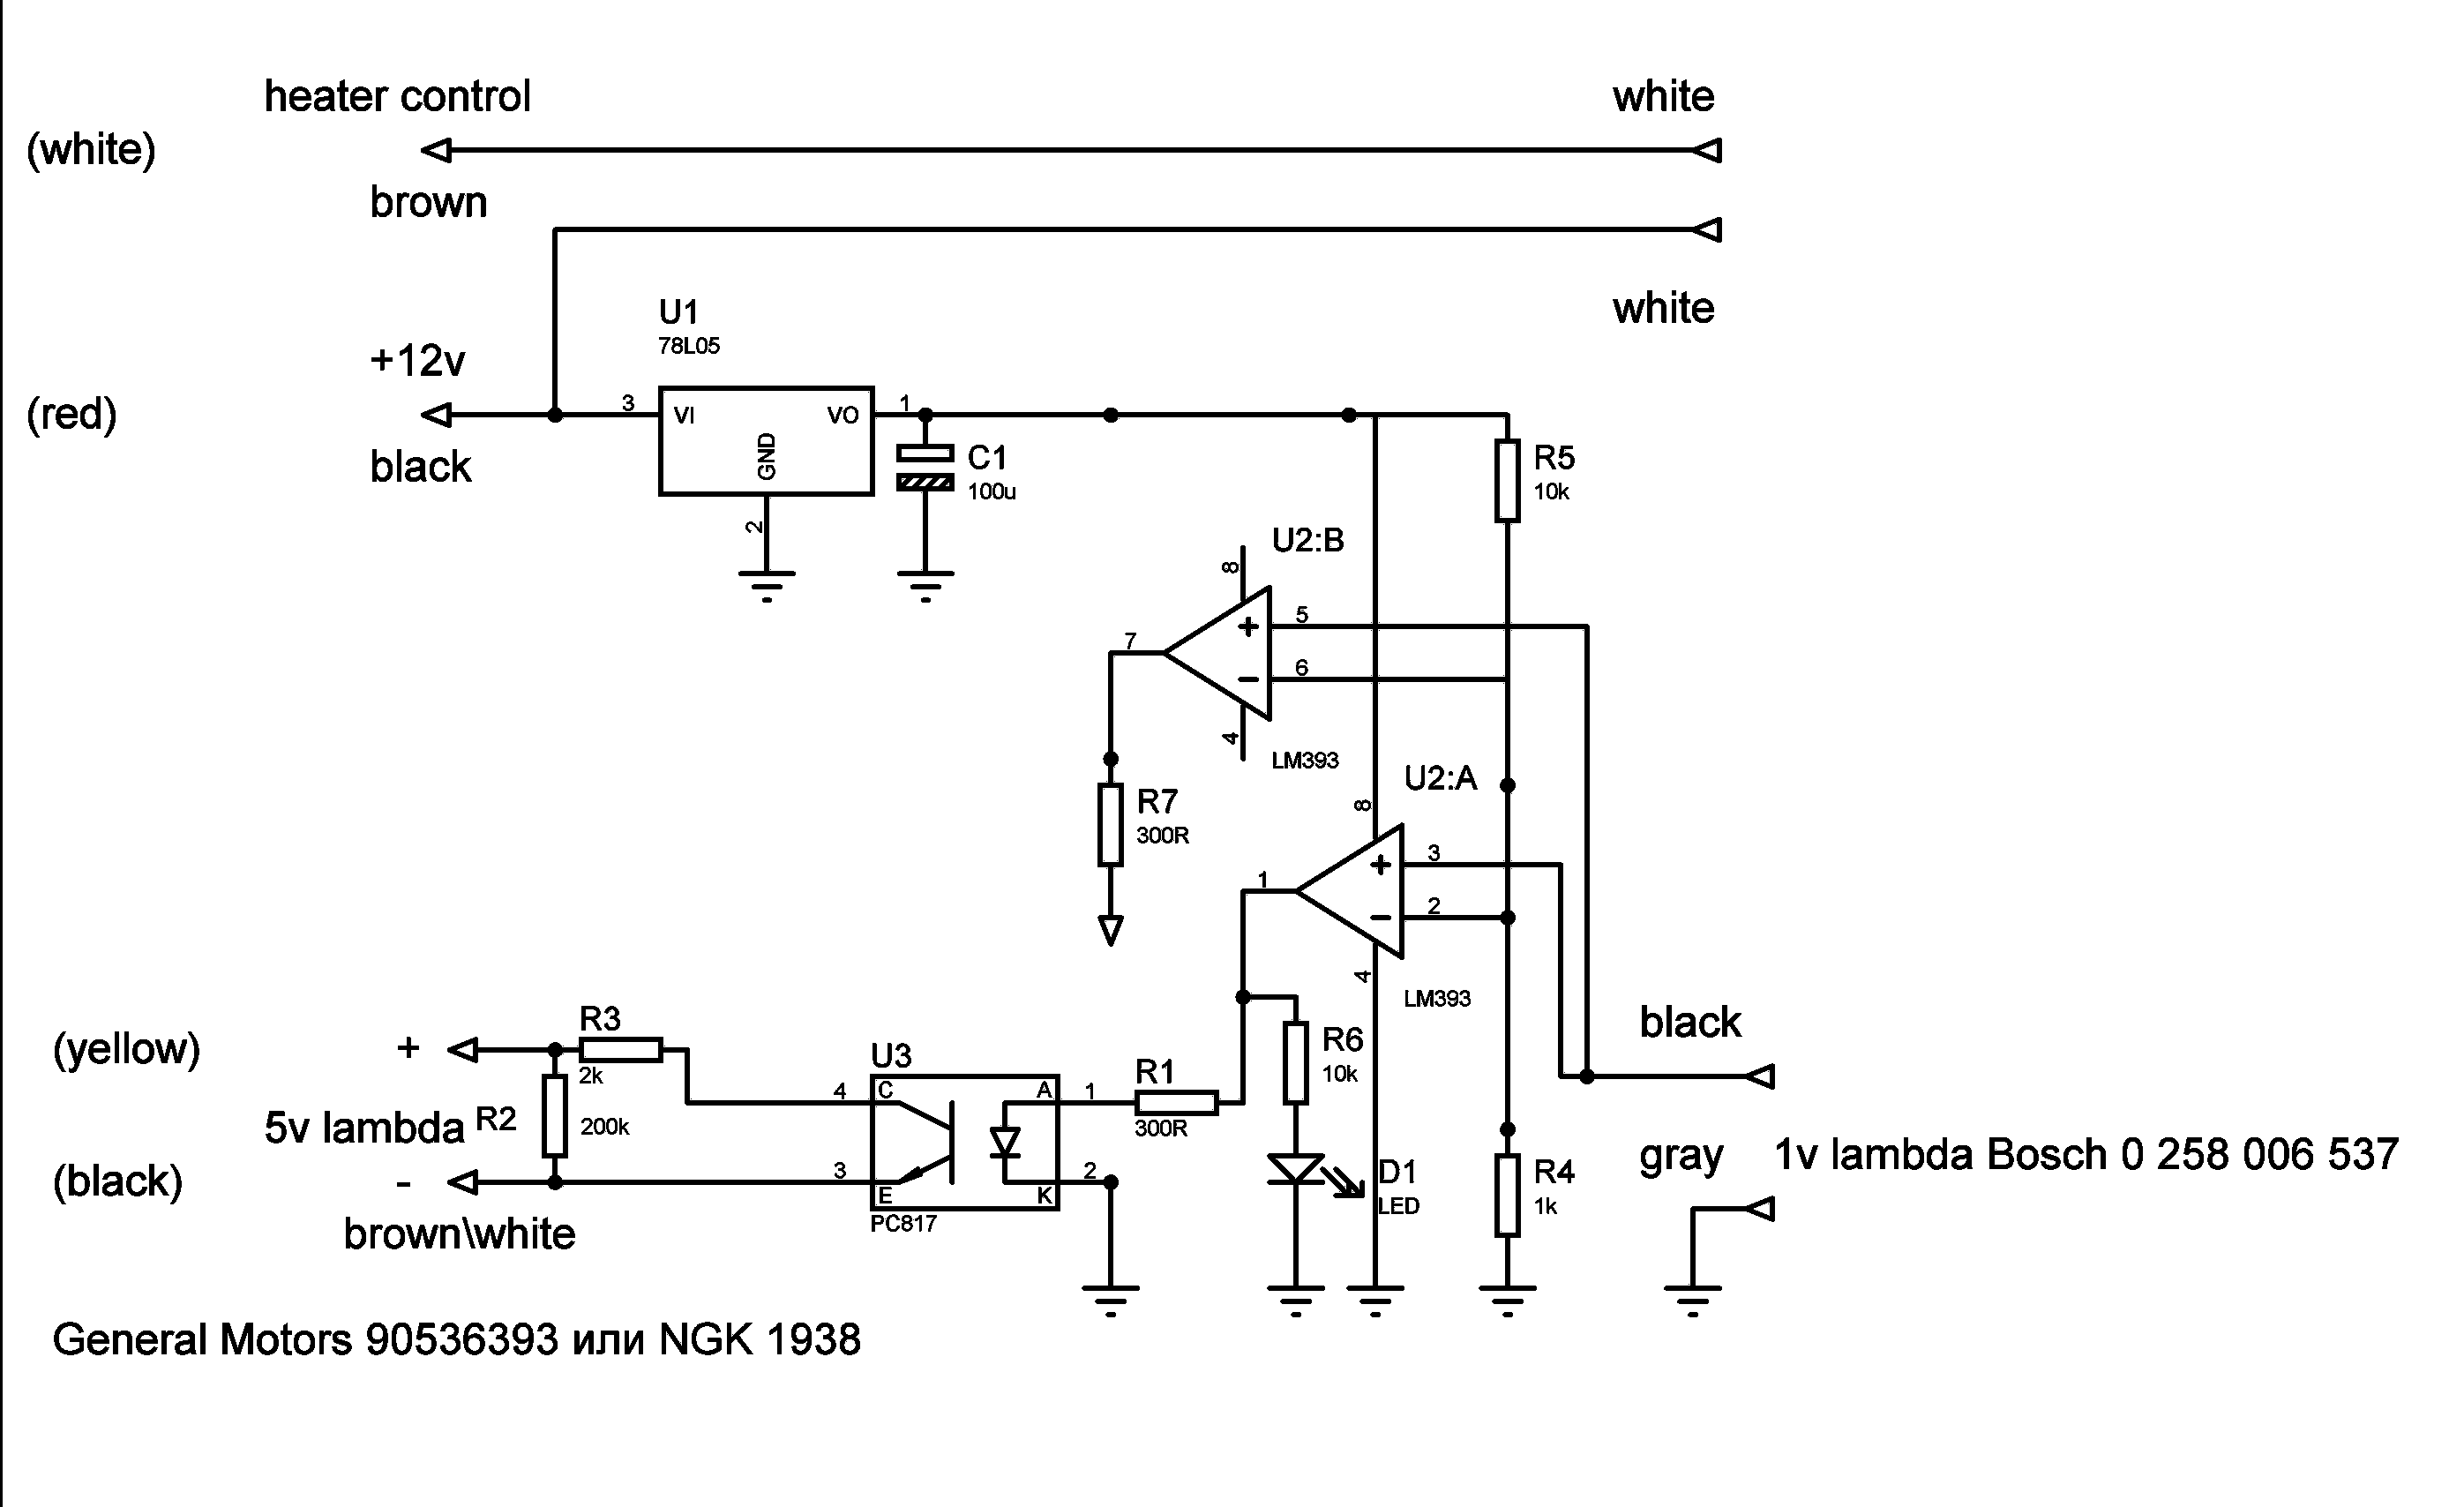 heater control
white
(white)
brown
white
U1
78L05
+12v
(red)
3
VI
VO
1
GND
2
black
C1
100u
R5
10k
U2:B
8
5
+
7
6
-
4
LM393
U2:A
8
R7
300R
3
+
1
2
-
4
LM393
black
(yellow)
+
R3
2k
U3
R6
10k
4
C
A
1
R1
300R
5v lambda
R2
200k
gray
1v lambda Bosch 0 258 006 537
(black)
-
3
E
K
2
D1
LED
R4
1k
PC817
brown\white
General Motors 90536393 или NGK 1938